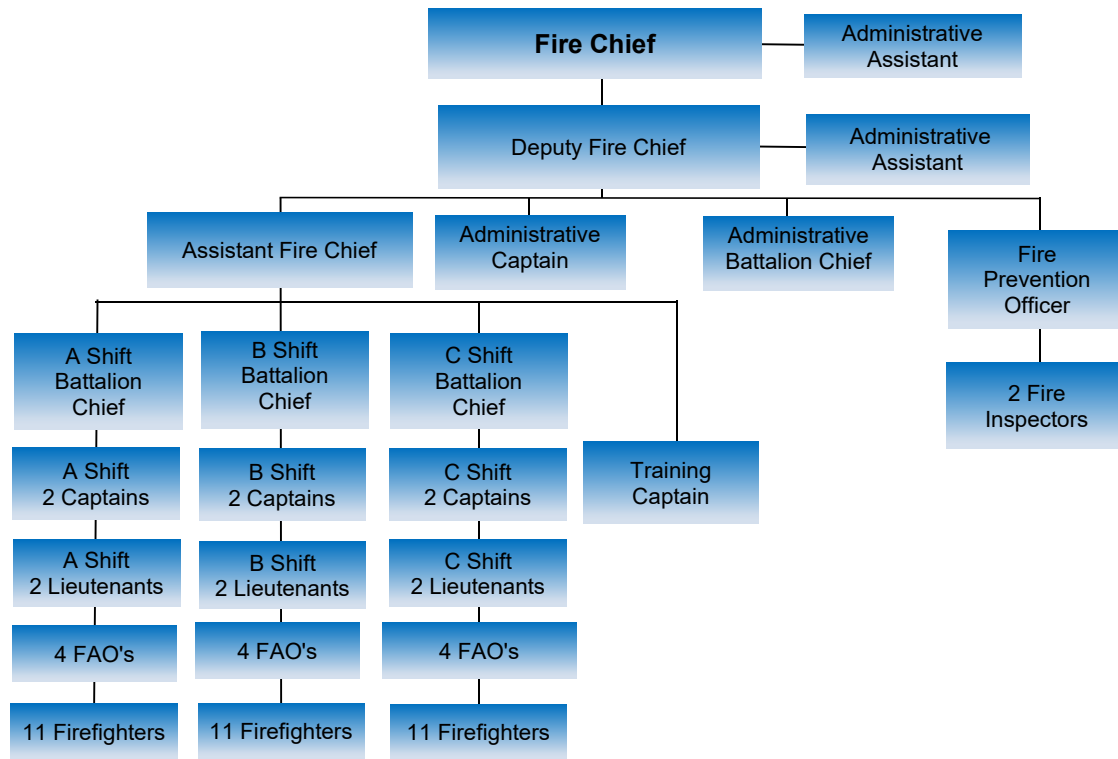 Fire Chief
Administrative
Assistant
Deputy Fire Chief
Administrative
Assistant
Assistant Fire Chief
Administrative
Captain
Administrative
Battalion Chief
Fire
Prevention
Officer
A Shift
Battalion
Chief
B Shift
Battalion
Chief
C Shift
Battalion
Chief
2 Fire
Inspectors
A Shift
2 Captains
B Shift
2 Captains
C Shift
2 Captains
Training
Captain
A Shift
2 Lieutenants
B Shift
2 Lieutenants
C Shift
2 Lieutenants
4 FAO's
4 FAO's
4 FAO's
11 Firefighters
11 Firefighters
11 Firefighters